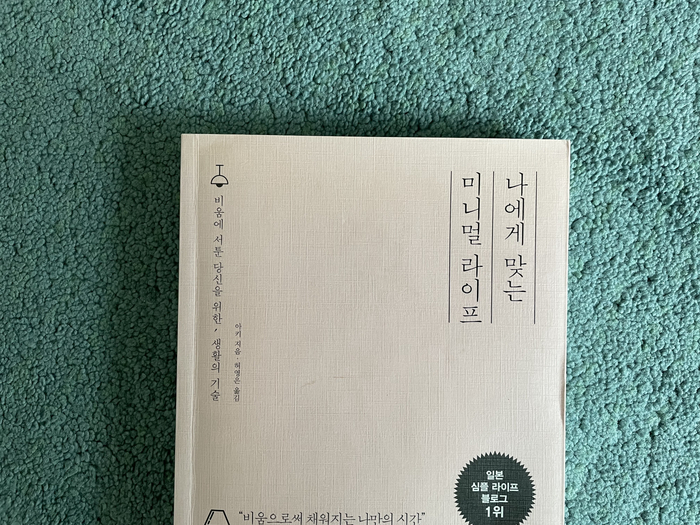 나에게 맞는
미니멀 라이프
비움에 서툰 당신을 위한, 생활의 기술
아키 지음 · 허영은 옮김
일본
심플 라이프
블로그
1위
“비움으로써 채워지는 나만의 시간”